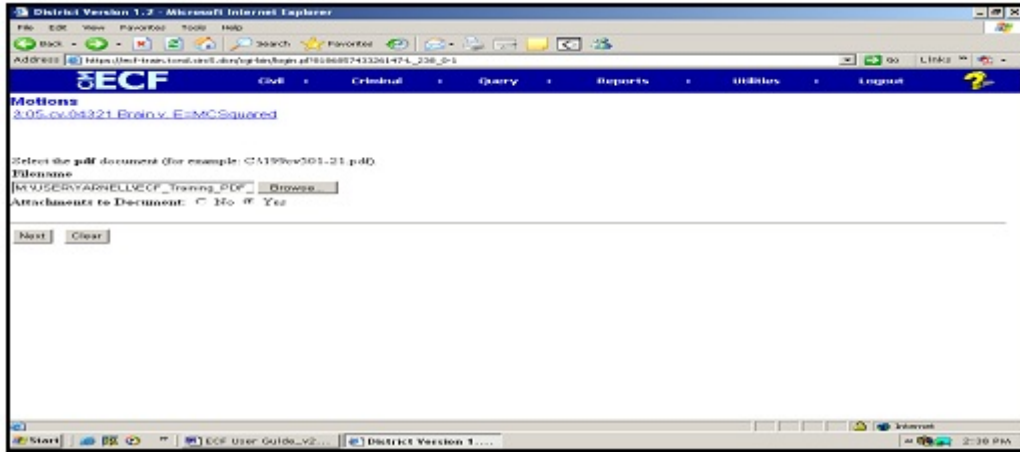 District Version 1.2 - Microsoft Internet Explorer
File Edit View Favorites Tools Help
Back Search Favorites
Address Go Links
CM ECF Civil Criminal Query Reports Utilities Logout
Motions
3:05-cv-04321 Brain v. E=MCSquared
Select the pdf document (for example: C:\199cv501-21.pdf).
Filename
M:\USER\YARNELL\ECF_Training_PDF_ Browse...
Attachments to Document: No Yes
Next Clear
Internet
Start ECF User Guide_v2... District Version 1.... 2:38 PM